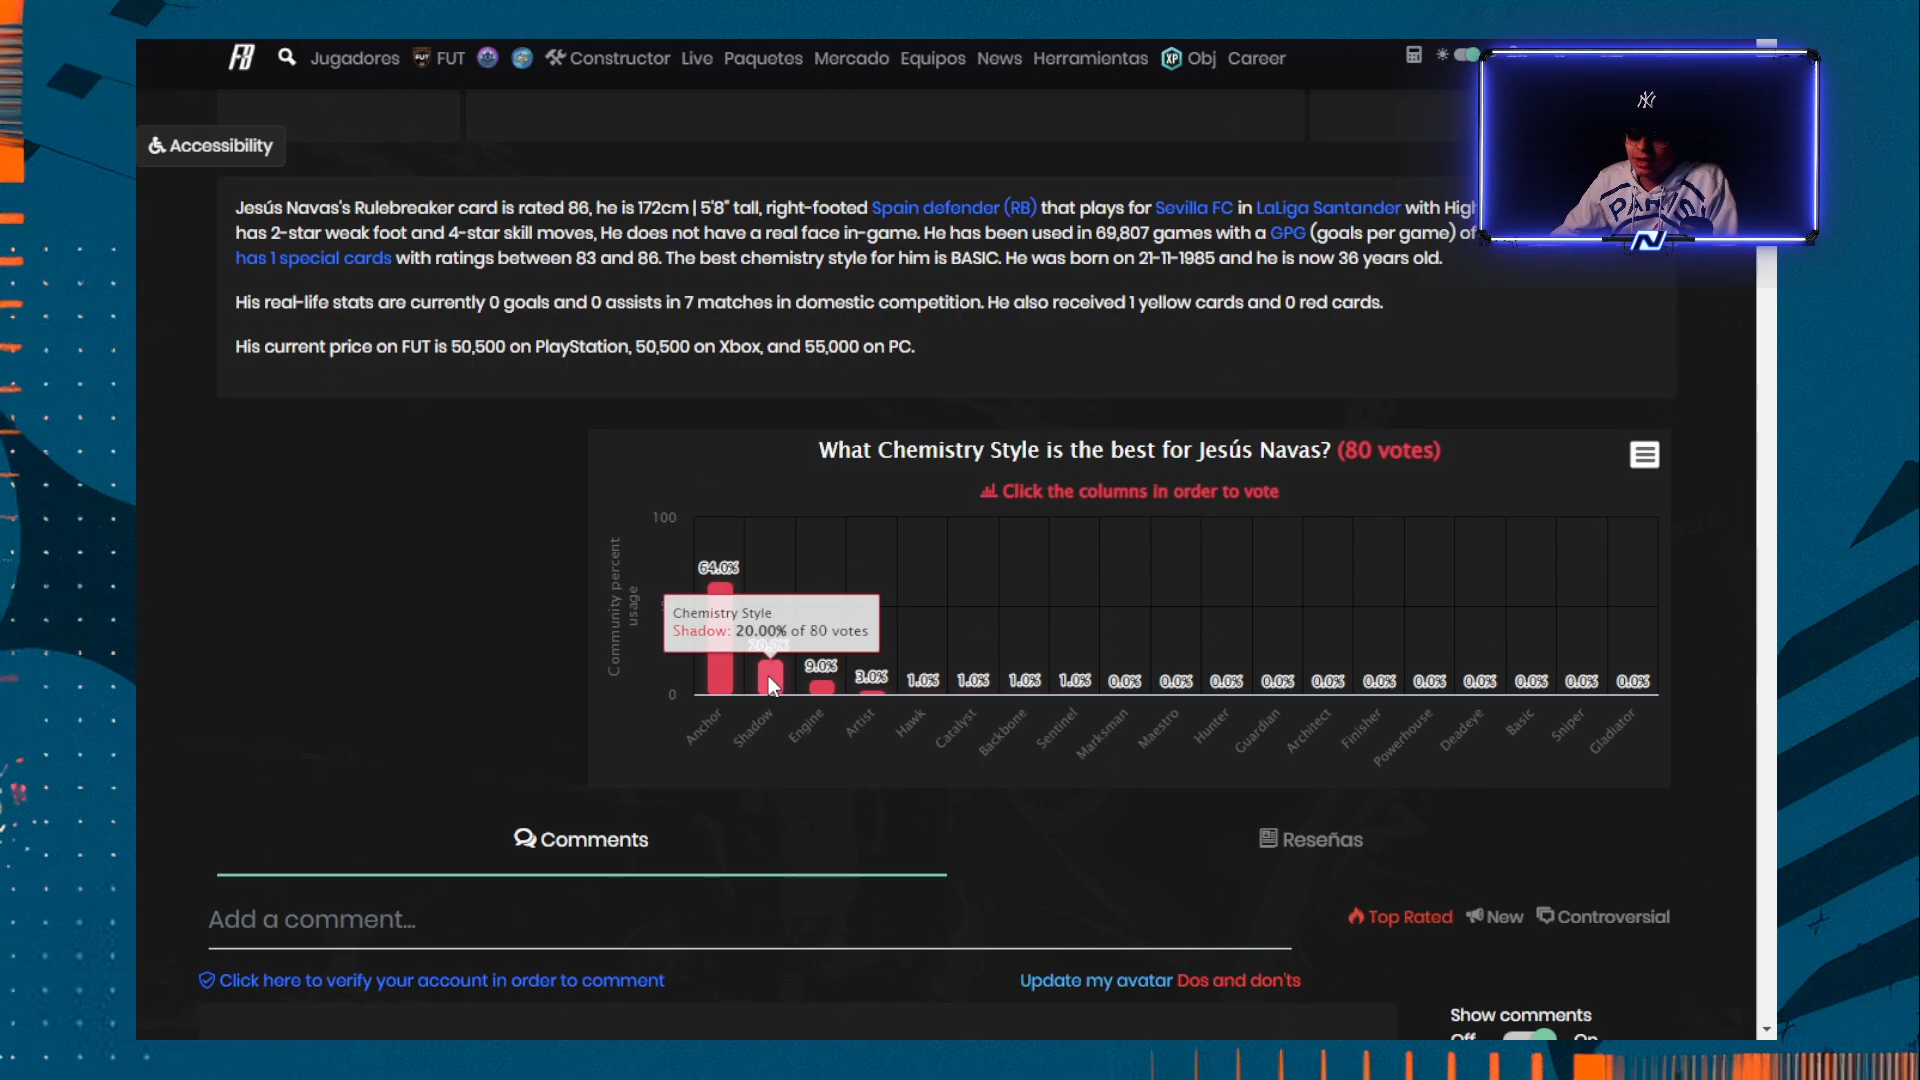 F8 Jugadores FUT FUT Constructor Live Paquetes Mercado Equipos News Herramientas XP Obj Career
Accessibility
Jesús Navas's Rulebreaker card is rated 86, he is 172cm | 5'8" tall, right-footed Spain defender (RB) that plays for Sevilla FC in LaLiga Santander with
has 2-star weak foot and 4-star skill moves, He does not have a real face in-game. He has been used in 69,807 games with a GPG (goals per game) of
has 1 special cards with ratings between 83 and 86. The best chemistry style for him is BASIC. He was born on 21-11-1985 and he is now 36 years old.
His real-life stats are currently 0 goals and 0 assists in 7 matches in domestic competition. He also received 1 yellow cards and 0 red cards.
His current price on FUT is 50,500 on PlayStation, 50,500 on Xbox, and 55,000 on PC.
What Chemistry Style is the best for Jesús Navas? (80 votes)
Click the columns in order to vote
Community percent
usage
100
0
64.0%
Chemistry Style
Shadow: 20.00% of 80 votes
20.0%
9.0% 3.0% 1.0% 1.0% 1.0% 1.0% 0.0% 0.0% 0.0% 0.0% 0.0% 0.0% 0.0% 0.0% 0.0% 0.0% 0.0%
Anchor Shadow Engine Artist Hawk Catalyst Backbone Sentinel Marksman Maestro Hunter Guardian Architect Finisher Powerhouse Deadeye Basic Sniper Gladiator
Comments Reseñas
Add a comment...
Top Rated New Controversial
Click here to verify your account in order to comment
Update my avatar Dos and don'ts
Show comments
Off On
NY
N